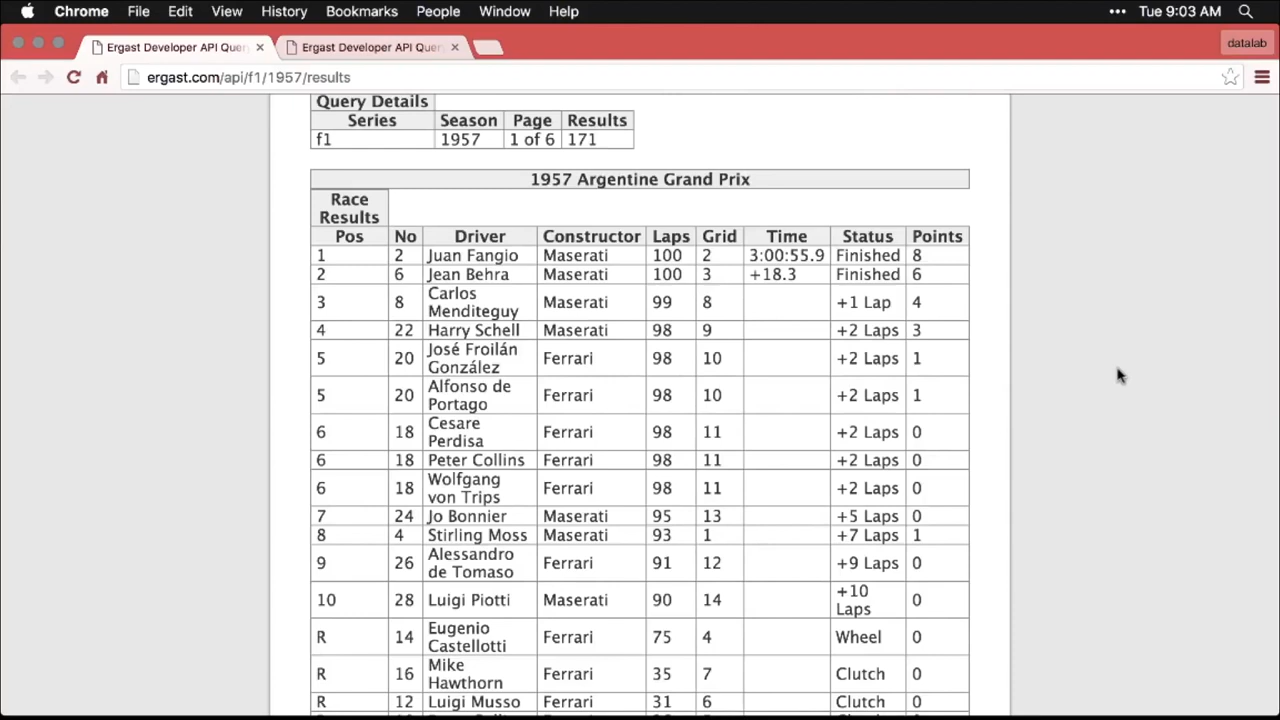 Chrome File Edit View History Bookmarks People Window Help ••• Tue 9:03 AM
Ergast Developer API Quer Ergast Developer API Quer datalab
ergast.com/api/f1/1957/results
Query Details
Series Season Page Results
f1 1957 1 of 6 171
1957 Argentine Grand Prix
Race
Results
Pos No Driver Constructor Laps Grid Time Status Points
1 2 Juan Fangio Maserati 100 2 3:00:55.9 Finished 8
2 6 Jean Behra Maserati 100 3 +18.3 Finished 6
3 8 Carlos Menditeguy Maserati 99 8 +1 Lap 4
4 22 Harry Schell Maserati 98 9 +2 Laps 3
5 20 José Froilán González Ferrari 98 10 +2 Laps 1
5 20 Alfonso de Portago Ferrari 98 10 +2 Laps 1
6 18 Cesare Perdisa Ferrari 98 11 +2 Laps 0
6 18 Peter Collins Ferrari 98 11 +2 Laps 0
6 18 Wolfgang von Trips Ferrari 98 11 +2 Laps 0
7 24 Jo Bonnier Maserati 95 13 +5 Laps 0
8 4 Stirling Moss Maserati 93 1 +7 Laps 1
9 26 Alessandro de Tomaso Ferrari 91 12 +9 Laps 0
10 28 Luigi Piotti Maserati 90 14 +10 Laps 0
R 14 Eugenio Castellotti Ferrari 75 4 Wheel 0
R 16 Mike Hawthorn Ferrari 35 7 Clutch 0
R 12 Luigi Musso Ferrari 31 6 Clutch 0